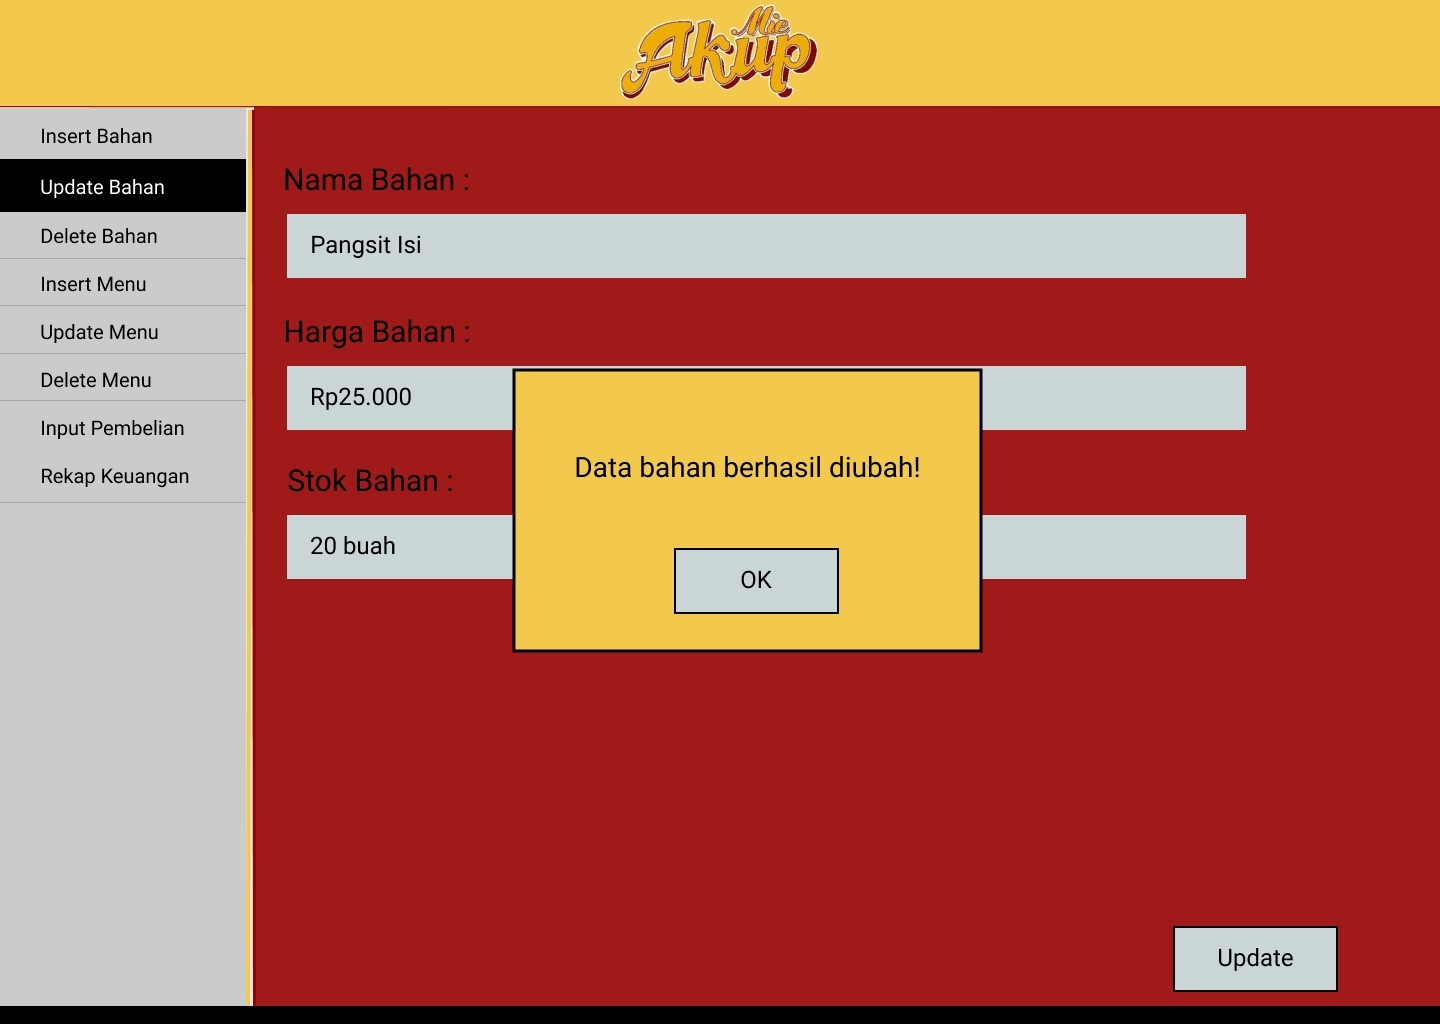 Mie
Akup
Insert Bahan
Update Bahan
Delete Bahan
Insert Menu
Update Menu
Delete Menu
Input Pembelian
Rekap Keuangan
Nama Bahan :
Pangsit Isi
Harga Bahan :
Rp25.000
Stok Bahan :
20 buah
Data bahan berhasil diubah!
OK
Update